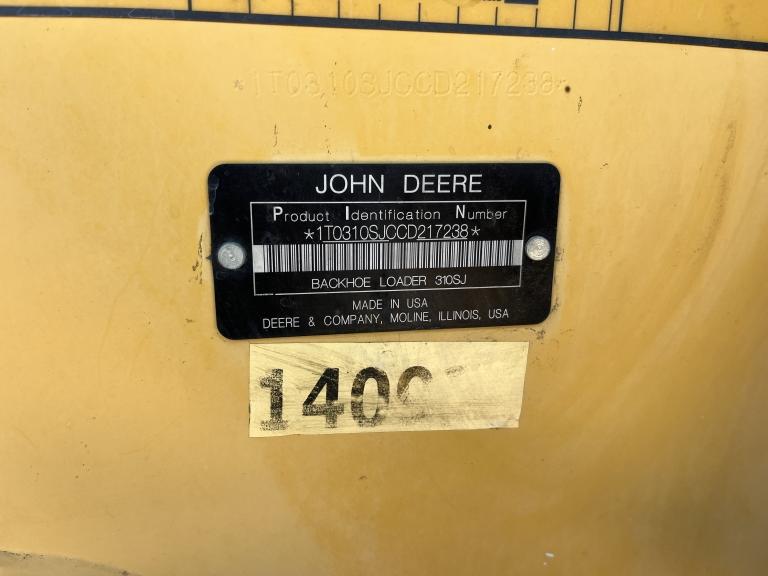 *1T0310SJCCD217238*
JOHN DEERE
Product Identification Number
*1T0310SJCCD217238*
BACKHOE LOADER 310SJ
MADE IN USA
DEERE & COMPANY, MOLINE, ILLINOIS, USA